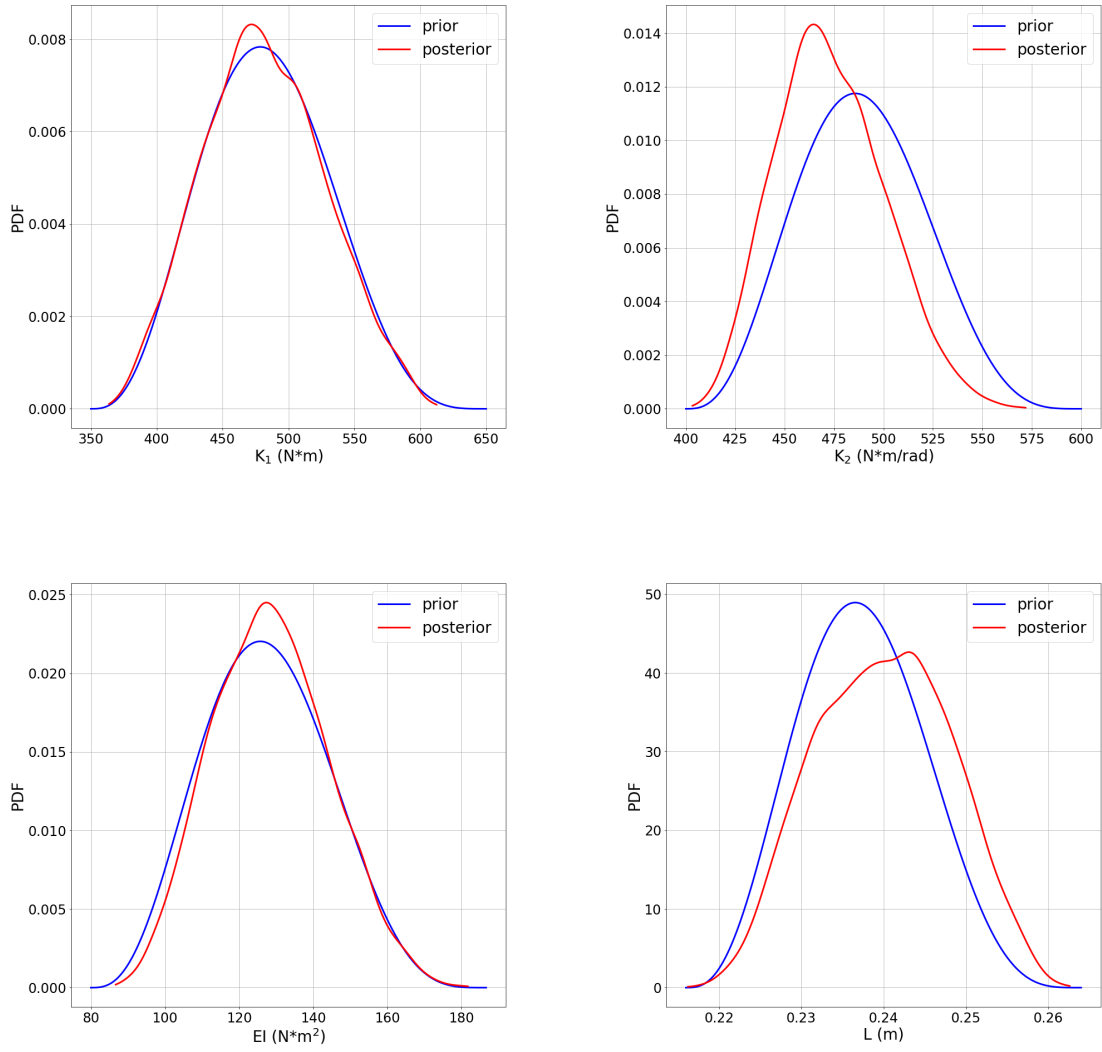 prior
posterior
PDF
0.008
0.006
0.004
0.002
0.000
350 400 450 500 550 600 650
K₁ (N*m)
prior
posterior
PDF
0.014
0.012
0.010
0.008
0.006
0.004
0.002
0.000
400 425 450 475 500 525 550 575 600
K₂ (N*m/rad)
prior
posterior
PDF
0.025
0.020
0.015
0.010
0.005
0.000
80 100 120 140 160 180
EI (N*m²)
prior
posterior
PDF
50
40
30
20
10
0
0.22 0.23 0.24 0.25 0.26
L (m)